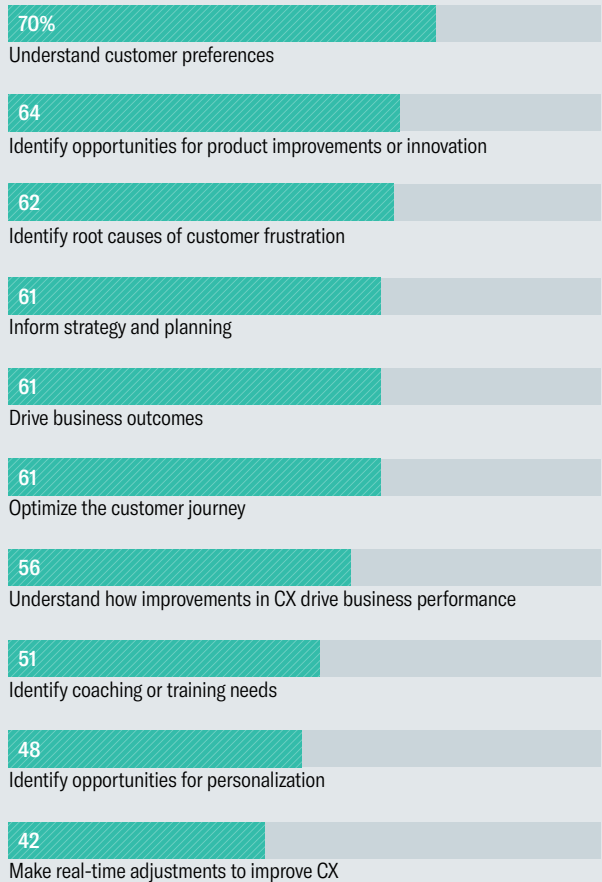 70%
Understand customer preferences
64
Identify opportunities for product improvements or innovation
62
Identify root causes of customer frustration
61
Inform strategy and planning
61
Drive business outcomes
61
Optimize the customer journey
56
Understand how improvements in CX drive business performance
51
Identify coaching or training needs
48
Identify opportunities for personalization
42
Make real-time adjustments to improve CX